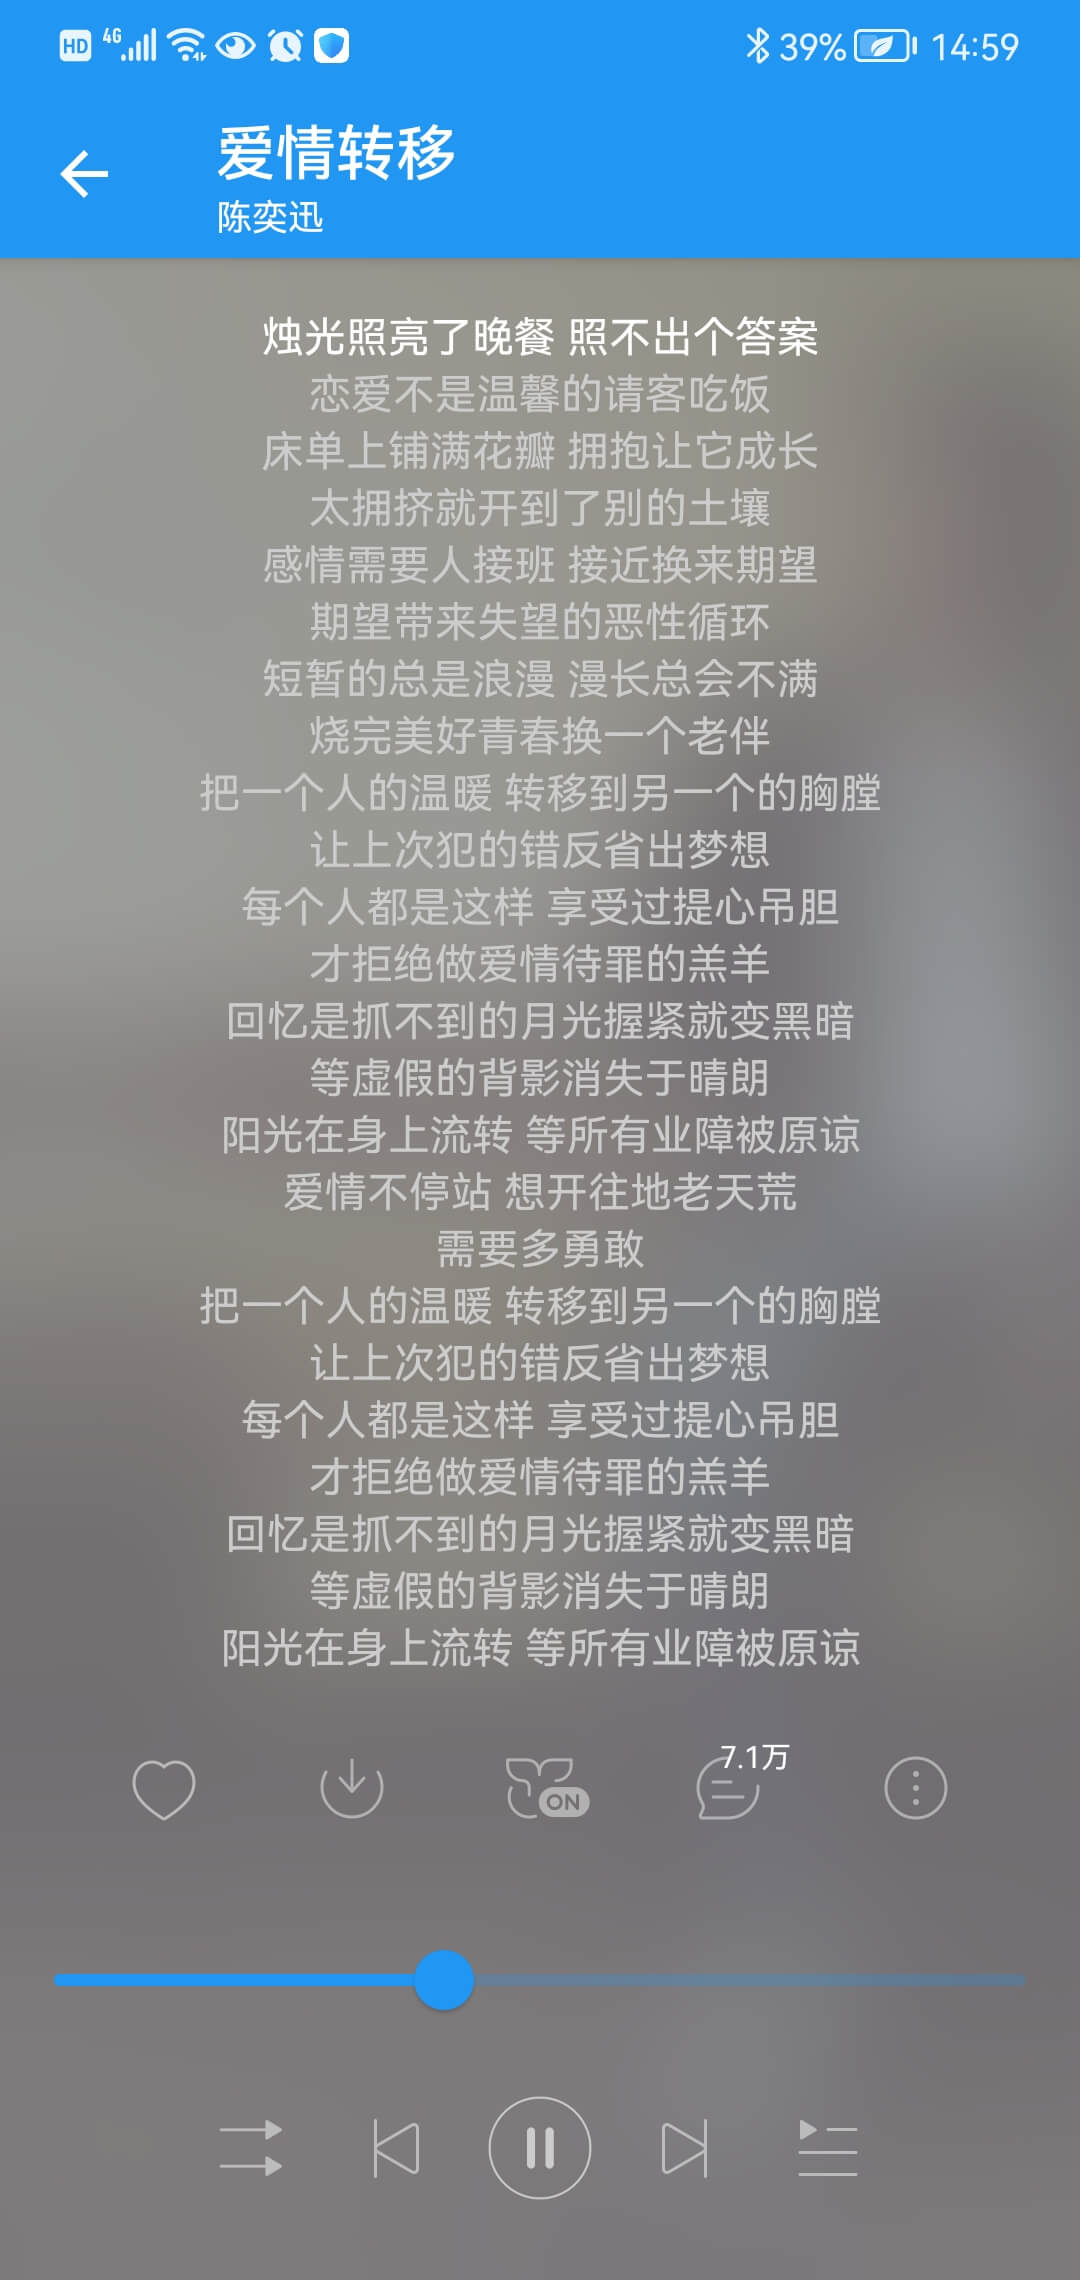 HD 4G 39% 14:59
爱情转移
陈奕迅
烛光照亮了晚餐 照不出个答案
恋爱不是温馨的请客吃饭
床单上铺满花瓣 拥抱让它成长
太拥挤就开到了别的土壤
感情需要人接班 接近换来期望
期望带来失望的恶性循环
短暂的总是浪漫 漫长总会不满
烧完美好青春换一个老伴
把一个人的温暖 转移到另一个的胸膛
让上次犯的错反省出梦想
每个人都是这样 享受过提心吊胆
才拒绝做爱情待罪的羔羊
回忆是抓不到的月光握紧就变黑暗
等虚假的背影消失于晴朗
阳光在身上流转 等所有业障被原谅
爱情不停站 想开往地老天荒
需要多勇敢
把一个人的温暖 转移到另一个的胸膛
让上次犯的错反省出梦想
每个人都是这样 享受过提心吊胆
才拒绝做爱情待罪的羔羊
回忆是抓不到的月光握紧就变黑暗
等虚假的背影消失于晴朗
阳光在身上流转 等所有业障被原谅
7.1万
ON